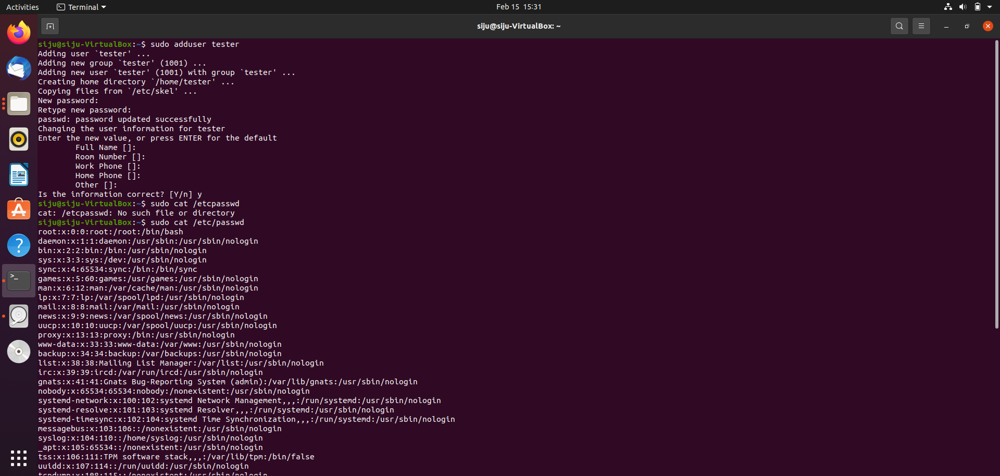 Activities
Terminal
Feb 15 15:31
siju@siju-VirtualBox: ~
siju@siju-VirtualBox:~$ sudo adduser tester
Adding user `tester' ...
Adding new group `tester' (1001) ...
Adding new user `tester' (1001) with group `tester' ...
Creating home directory `/home/tester' ...
Copying files from `/etc/skel' ...
New password:
Retype new password:
passwd: password updated successfully
Changing the user information for tester
Enter the new value, or press ENTER for the default
Full Name []:
Room Number []:
Work Phone []:
Home Phone []:
Other []:
Is the information correct? [Y/n] y
siju@siju-VirtualBox:~$ sudo cat /etcpasswd
cat: /etcpasswd: No such file or directory
siju@siju-VirtualBox:~$ sudo cat /etc/passwd
root:x:0:0:root:/root:/bin/bash
daemon:x:1:1:daemon:/usr/sbin:/usr/sbin/nologin
bin:x:2:2:bin:/bin:/usr/sbin/nologin
sys:x:3:3:sys:/dev:/usr/sbin/nologin
sync:x:4:65534:sync:/bin:/bin/sync
games:x:5:60:games:/usr/games:/usr/sbin/nologin
man:x:6:12:man:/var/cache/man:/usr/sbin/nologin
lp:x:7:7:lp:/var/spool/lpd:/usr/sbin/nologin
mail:x:8:8:mail:/var/mail:/usr/sbin/nologin
news:x:9:9:news:/var/spool/news:/usr/sbin/nologin
uucp:x:10:10:uucp:/var/spool/uucp:/usr/sbin/nologin
proxy:x:13:13:proxy:/bin:/usr/sbin/nologin
www-data:x:33:33:www-data:/var/www:/usr/sbin/nologin
backup:x:34:34:backup:/var/backups:/usr/sbin/nologin
list:x:38:38:Mailing List Manager:/var/list:/usr/sbin/nologin
irc:x:39:39:ircd:/var/run/ircd:/usr/sbin/nologin
gnats:x:41:41:Gnats Bug-Reporting System (admin):/var/lib/gnats:/usr/sbin/nologin
nobody:x:65534:65534:nobody:/nonexistent:/usr/sbin/nologin
systemd-network:x:100:102:systemd Network Management,,,:/run/systemd:/usr/sbin/nologin
systemd-resolve:x:101:103:systemd Resolver,,,:/run/systemd:/usr/sbin/nologin
systemd-timesync:x:102:104:systemd Time Synchronization,,,:/run/systemd:/usr/sbin/nologin
messagebus:x:103:106::/nonexistent:/usr/sbin/nologin
syslog:x:104:110::/home/syslog:/usr/sbin/nologin
_apt:x:105:65534::/nonexistent:/usr/sbin/nologin
tss:x:106:111:TPM software stack,,,:/var/lib/tpm:/bin/false
uuidd:x:107:114::/run/uuidd:/usr/sbin/nologin
tcpdump:x:108:115::/nonexistent:/usr/sbin/nologin